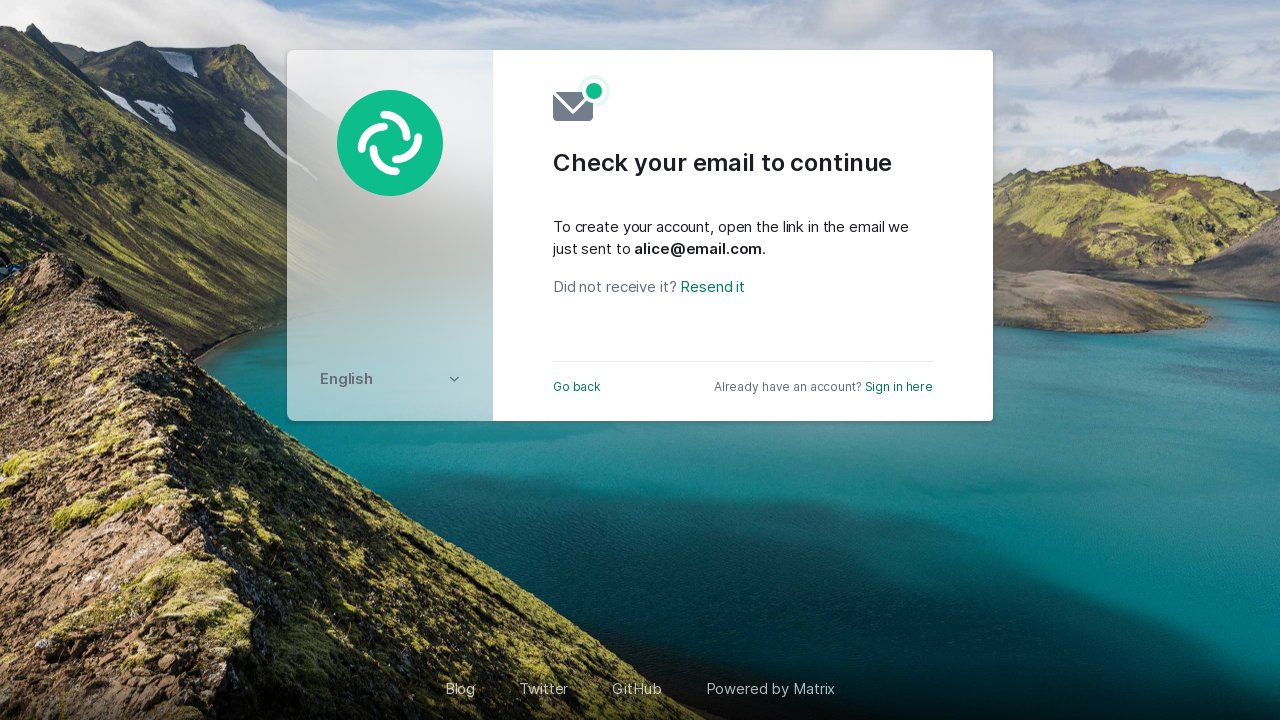 Check your email to continue
To create your account, open the link in the email we
just sent to alice@email.com.
Did not receive it? Resend it
English
Go back
Already have an account? Sign in here
Blog
Twitter
GitHub
Powered by Matrix